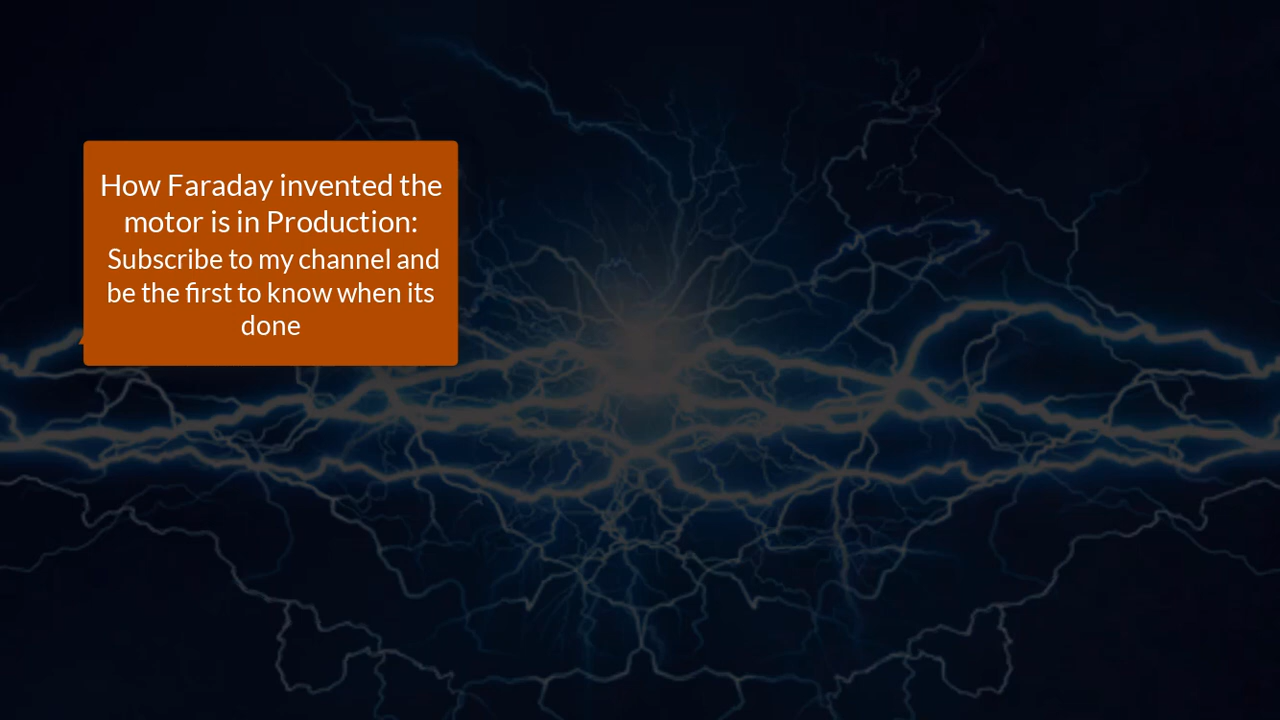 How Faraday invented the
motor is in Production:
Subscribe to my channel and
be the first to know when its
done